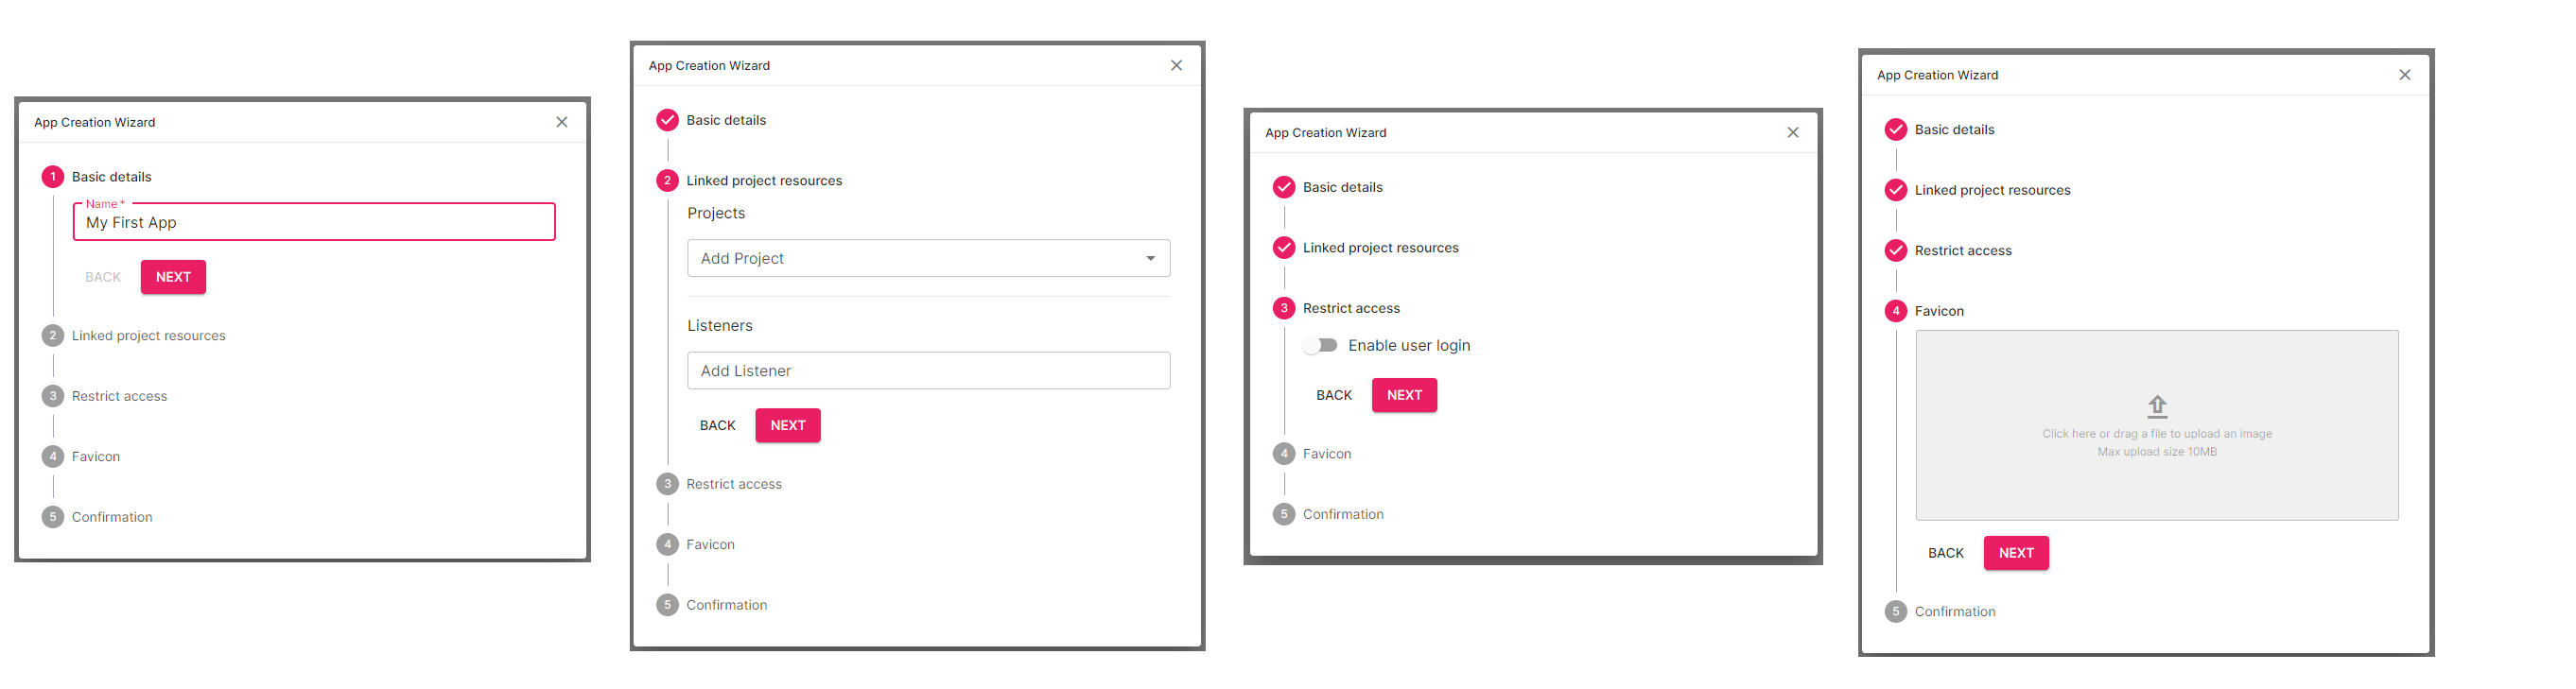 App Creation Wizard
1 Basic details
Name *
My First App
BACK NEXT
2 Linked project resources
3 Restrict access
4 Favicon
5 Confirmation
App Creation Wizard
Basic details
2 Linked project resources
Projects
Add Project
Listeners
Add Listener
BACK NEXT
3 Restrict access
4 Favicon
5 Confirmation
App Creation Wizard
Basic details
Linked project resources
3 Restrict access
Enable user login
BACK NEXT
4 Favicon
5 Confirmation
App Creation Wizard
Basic details
Linked project resources
Restrict access
4 Favicon
Click here or drag a file to upload an image
Max upload size 10MB
BACK NEXT
5 Confirmation